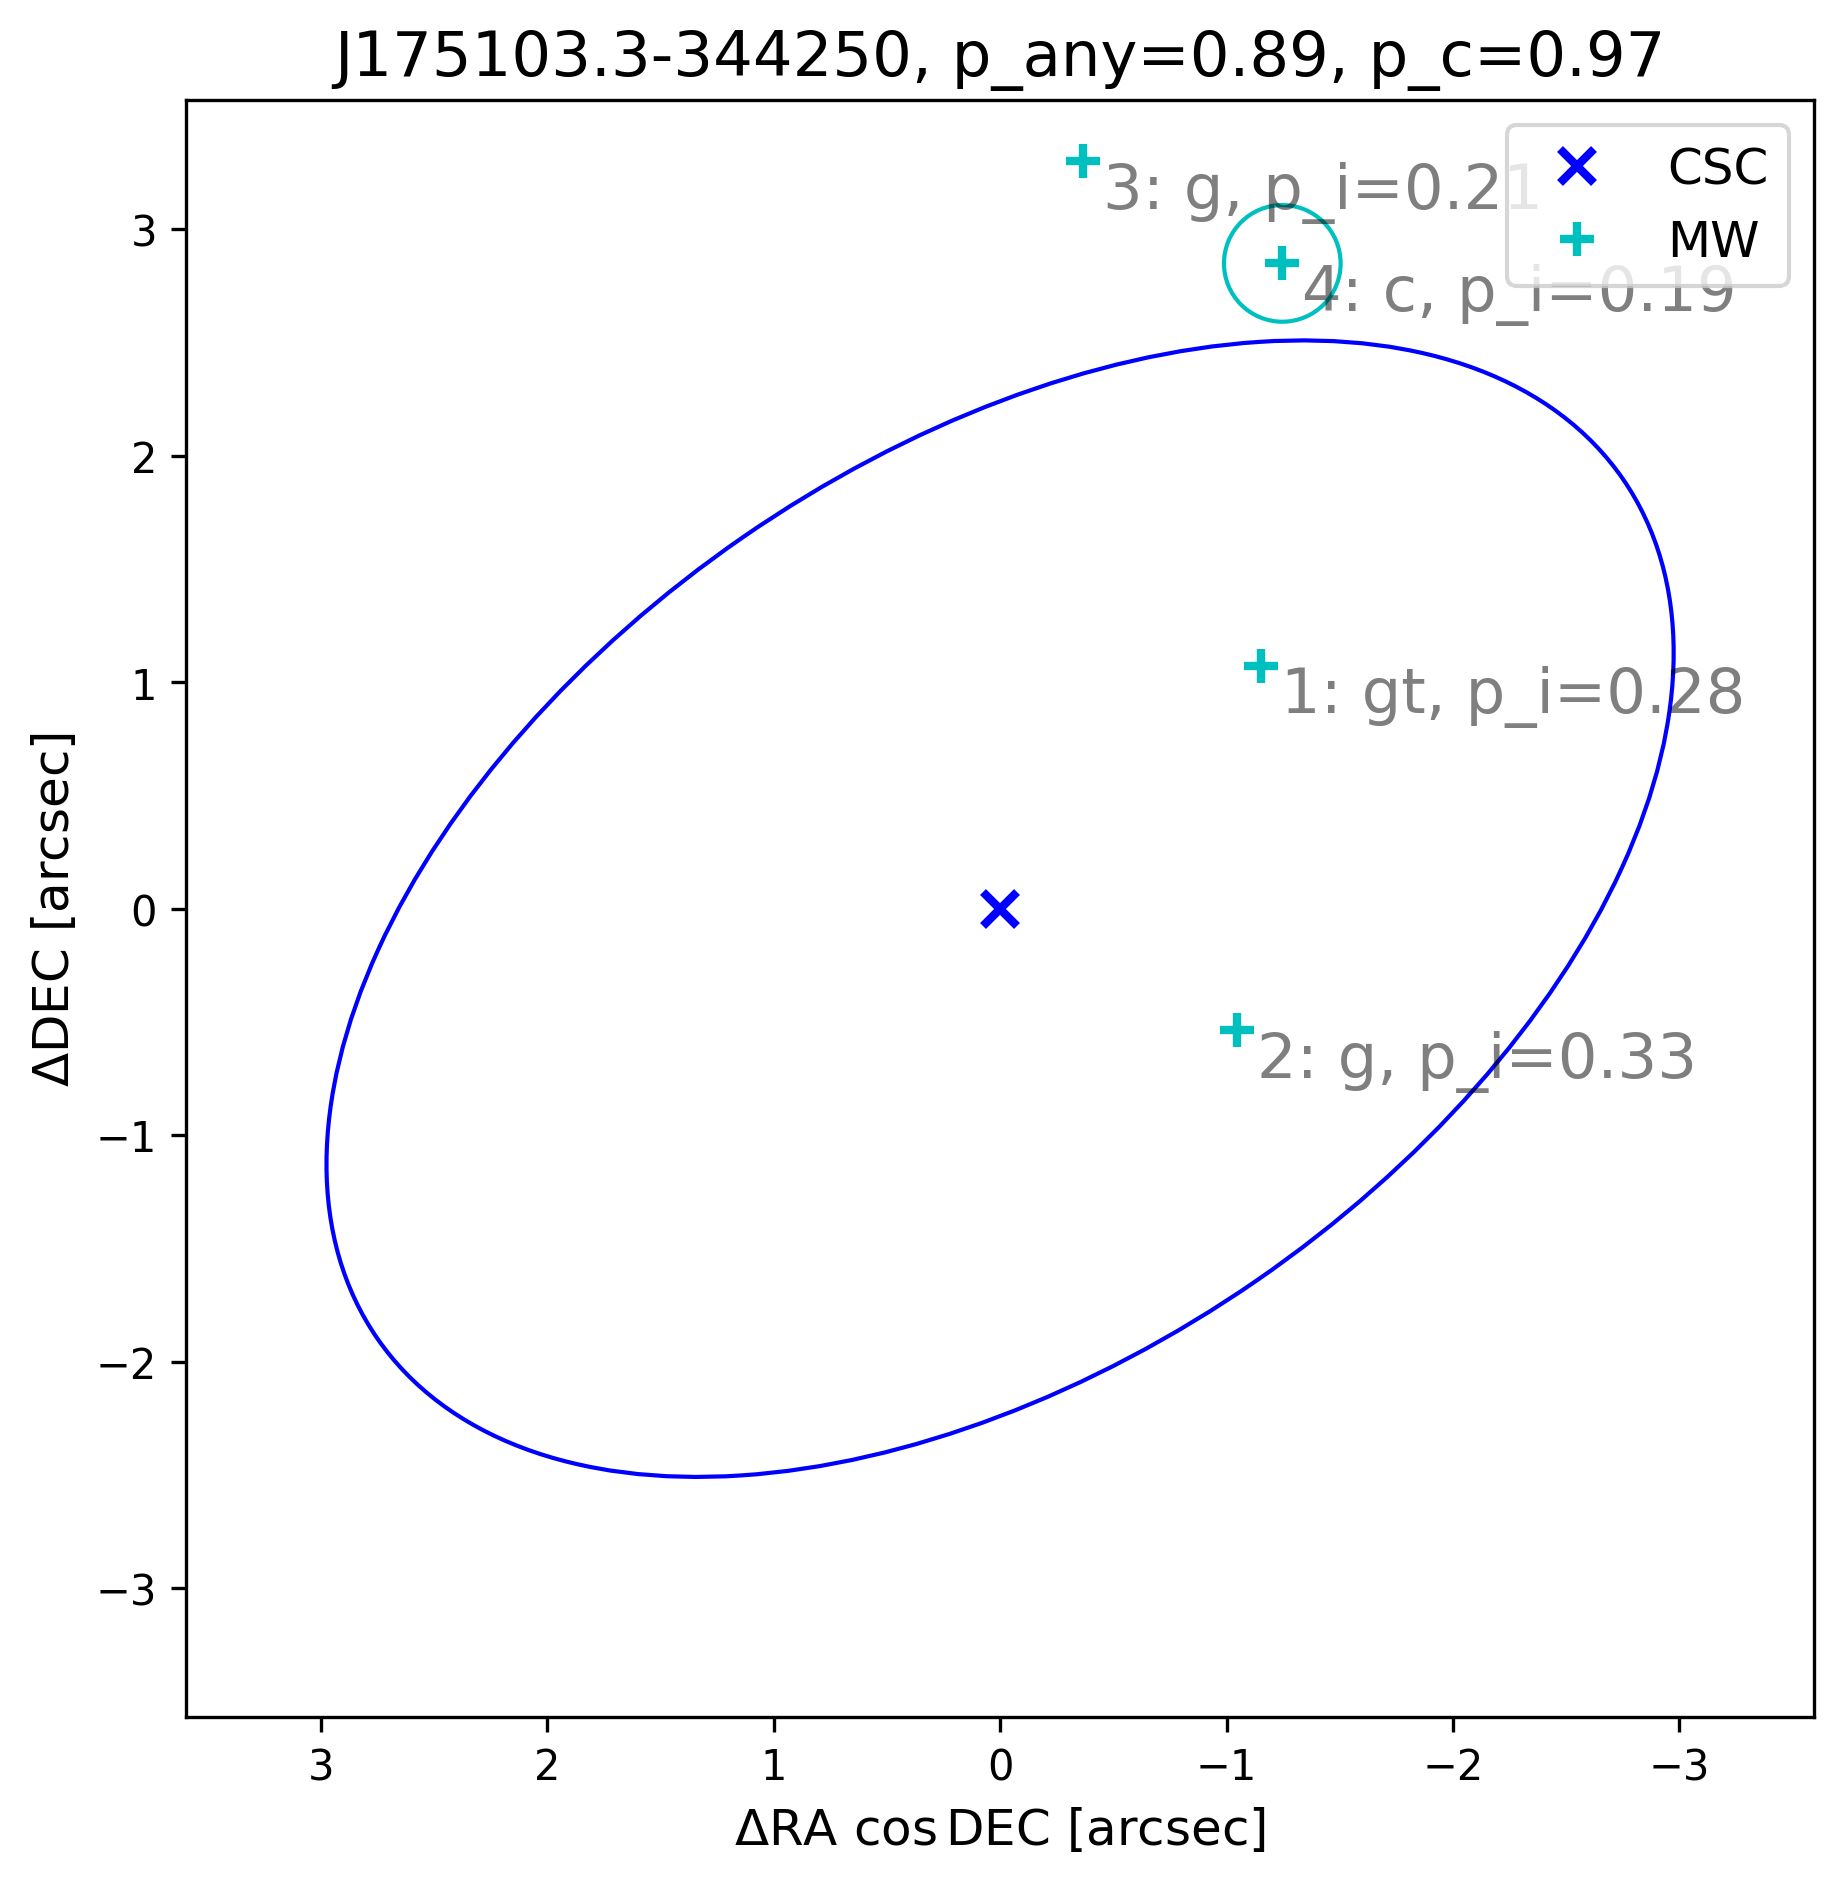 J175103.3-344250, p_any=0.89, p_c=0.97
CSC
MW
3: g, p_i=0.21
4: c, p_i=0.19
1: gt, p_i=0.28
2: g, p_i=0.33
3
2
1
0
−1
−2
−3
ΔDEC [arcsec]
3
2
1
0
−1
−2
−3
ΔRA cos DEC [arcsec]